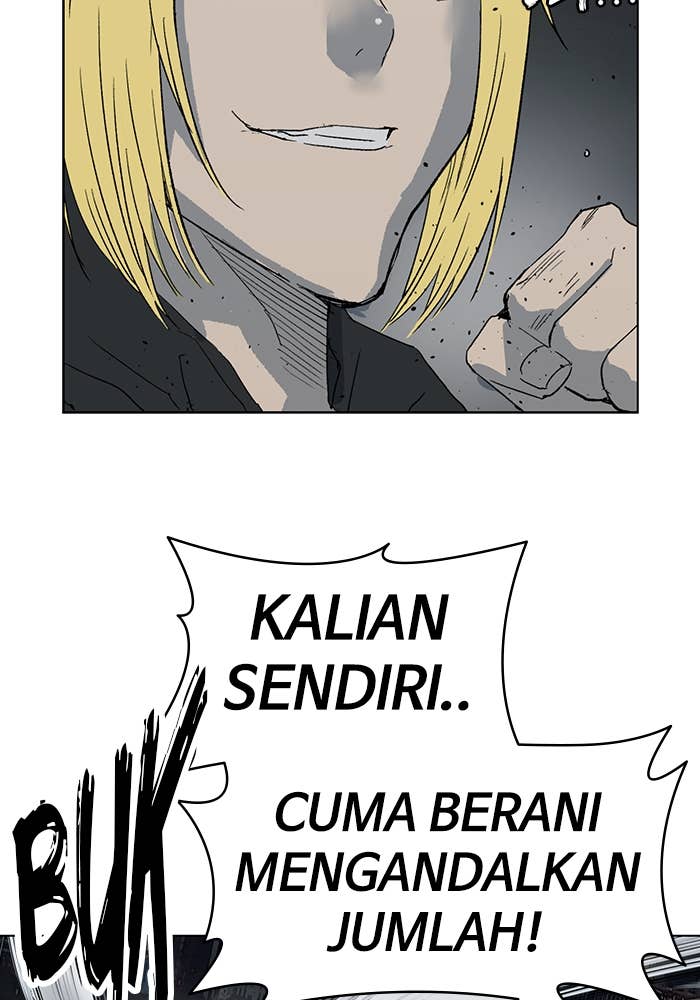 KALIAN
SENDIRI..
BUK
CUMA BERANI
MENGANDALKAN
JUMLAH!